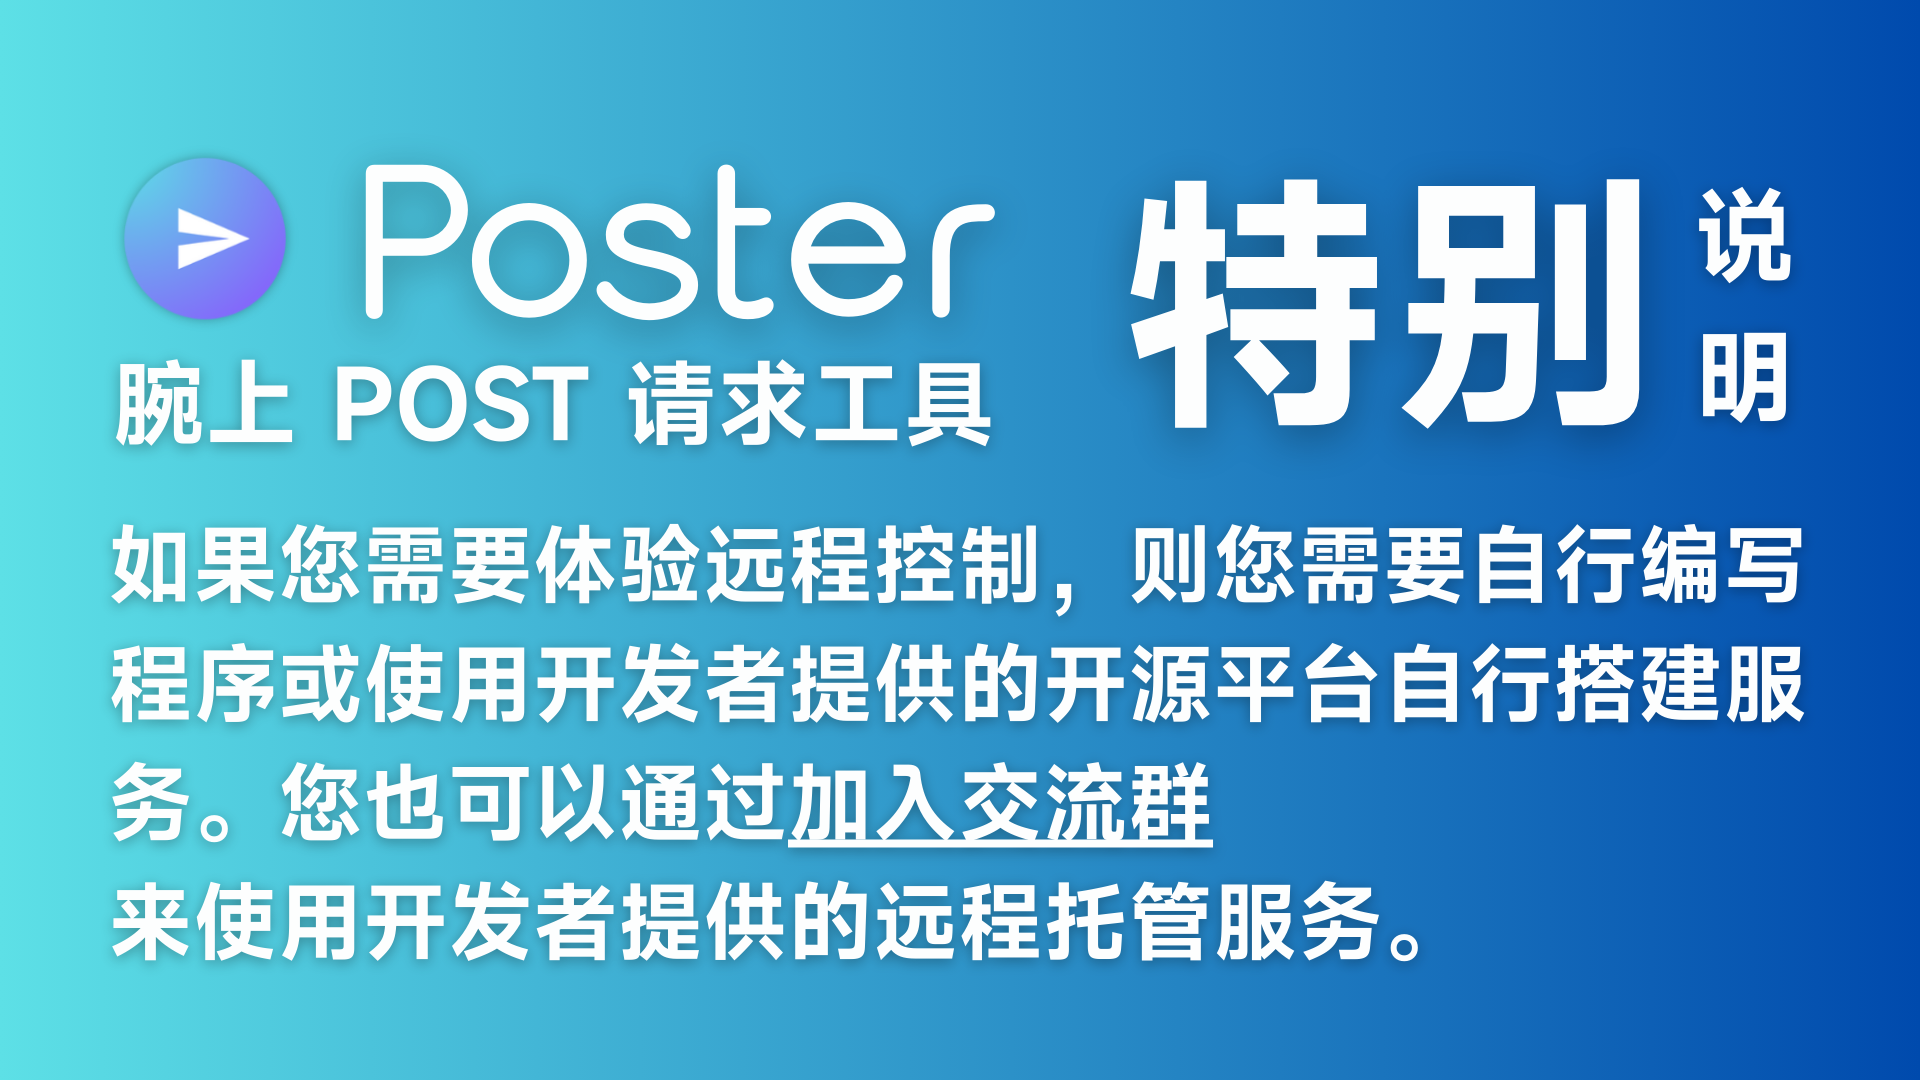 Poster
腕上 POST 请求工具
特别
说明
如果您需要体验远程控制，则您需要自行编写
程序或使用开发者提供的开源平台自行搭建服
务。您也可以通过加入交流群
来使用开发者提供的远程托管服务。